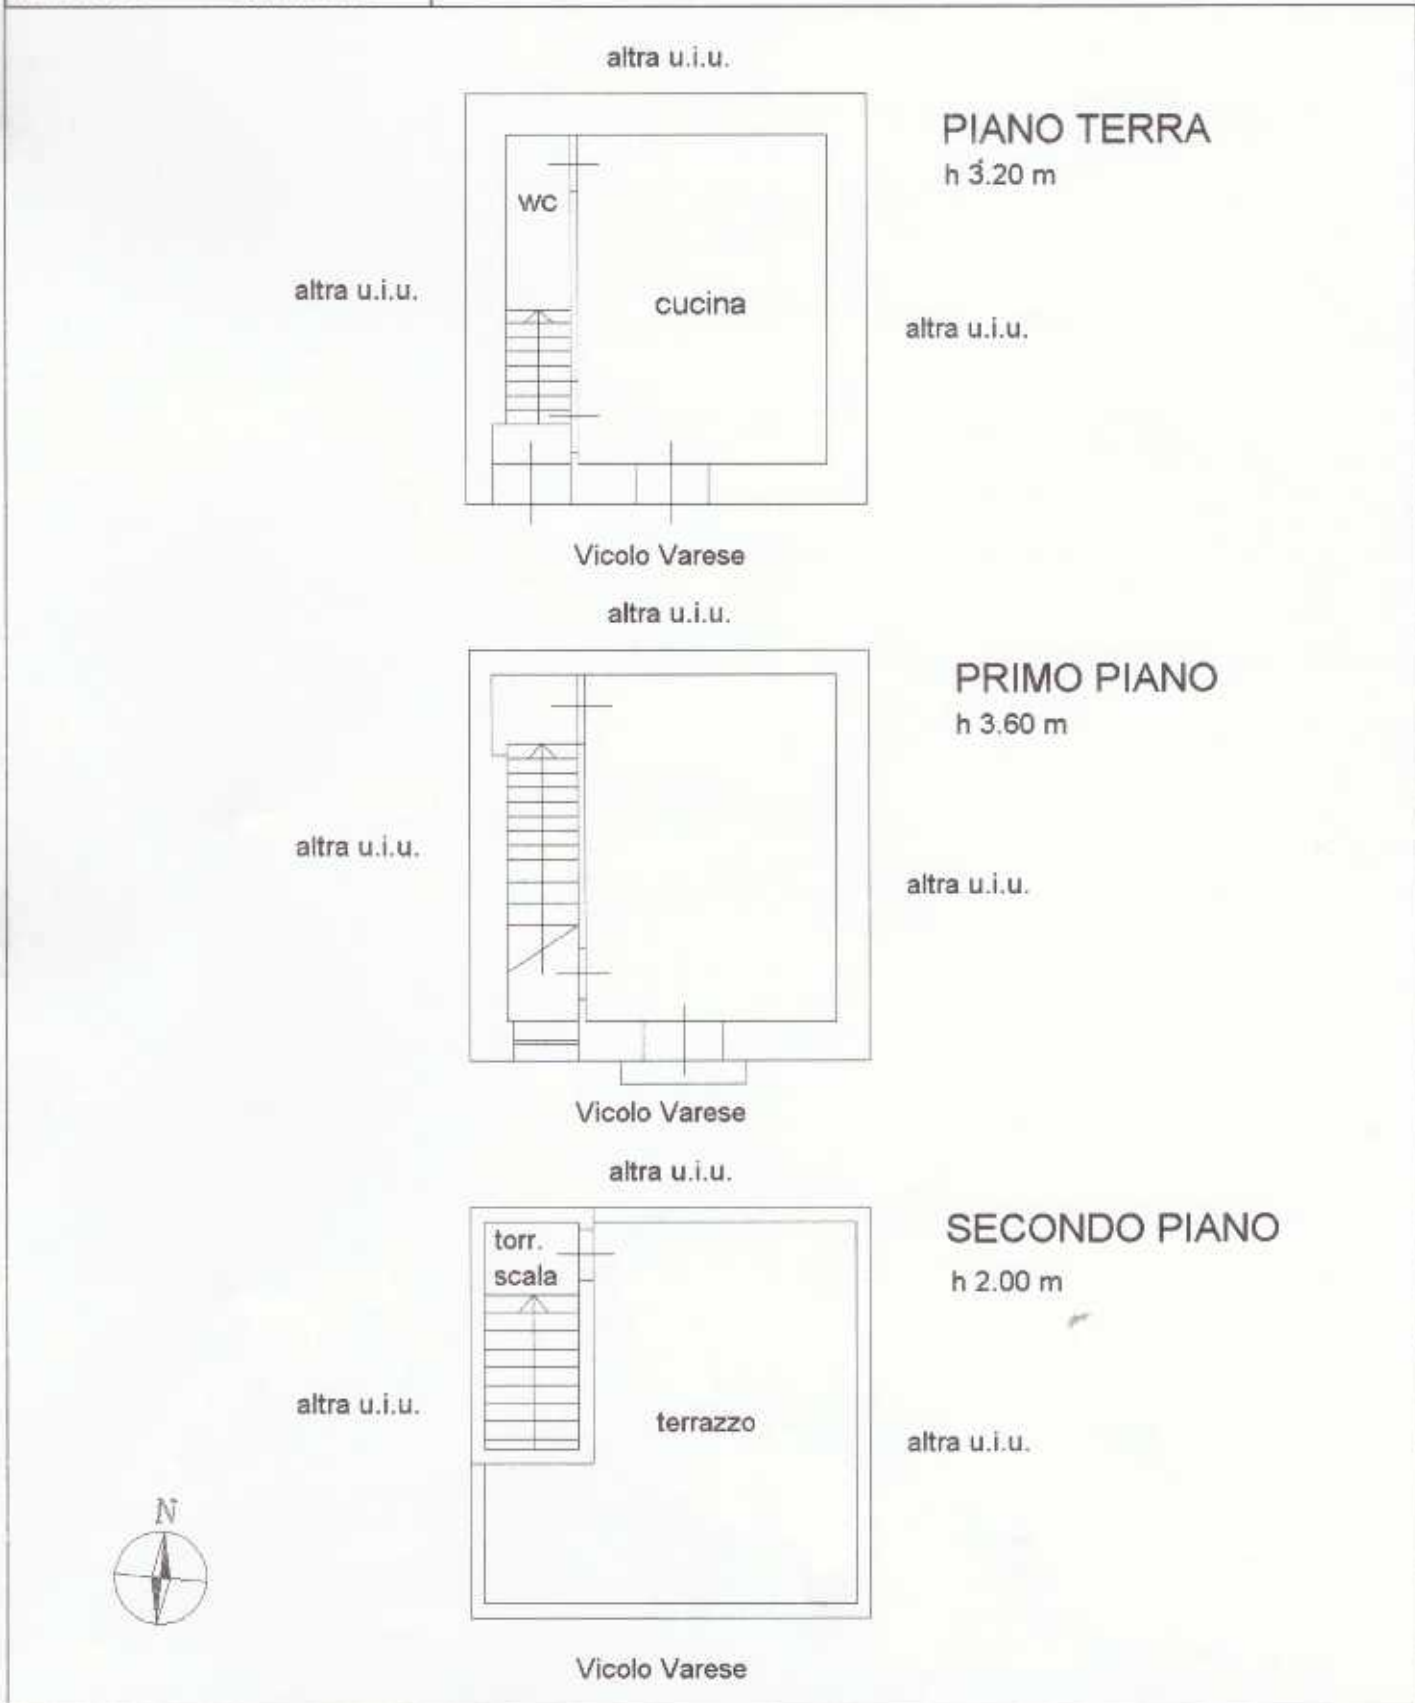 altra u.i.u.
PIANO TERRA
h 3.20 m
wc
altra u.i.u.
cucina
altra u.i.u.
Vicolo Varese
altra u.i.u.
PRIMO PIANO
h 3.60 m
altra u.i.u.
altra u.i.u.
Vicolo Varese
altra u.i.u.
SECONDO PIANO
h 2.00 m
torr.
scala
altra u.i.u.
terrazzo
altra u.i.u.
N
Vicolo Varese